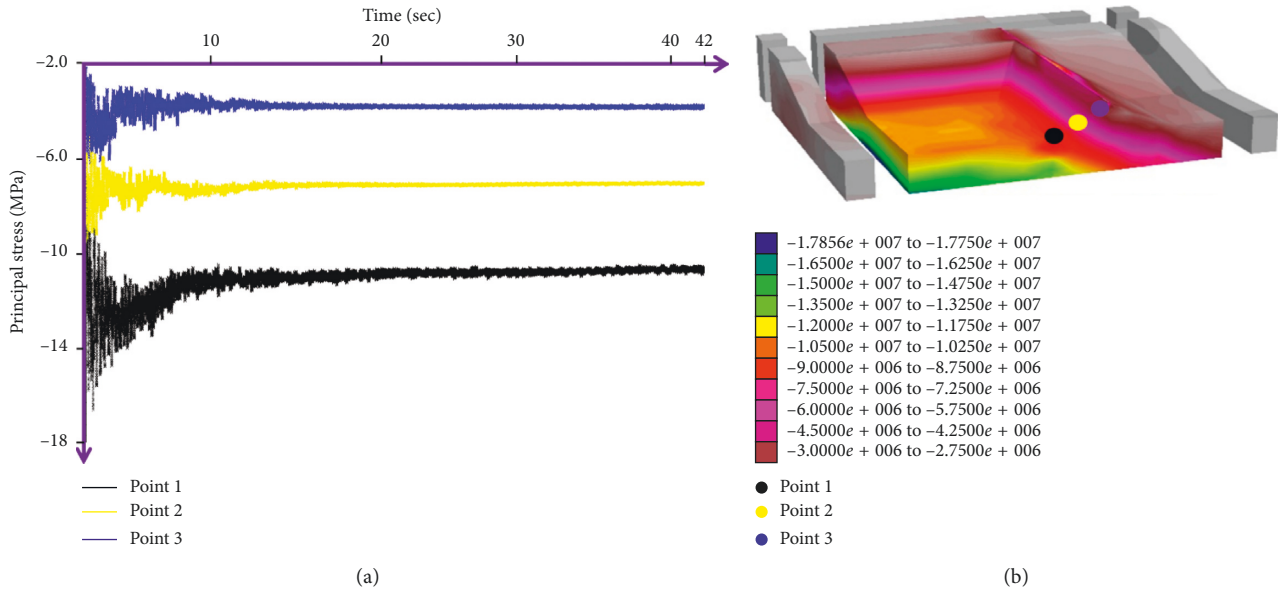 Time (sec)
10
20
30
40
42
–2.0
–6.0
–10
–14
–18
Principal stress (MPa)
Point 1
Point 2
Point 3
(a)
–1.7856e + 007 to –1.7750e + 007
–1.6500e + 007 to –1.6250e + 007
–1.5000e + 007 to –1.4750e + 007
–1.3500e + 007 to –1.3250e + 007
–1.2000e + 007 to –1.1750e + 007
–1.0500e + 007 to –1.0250e + 007
–9.0000e + 006 to –8.7500e + 006
–7.5000e + 006 to –7.2500e + 006
–6.0000e + 006 to –5.7500e + 006
–4.5000e + 006 to –4.2500e + 006
–3.0000e + 006 to –2.7500e + 006
Point 1
Point 2
Point 3
(b)